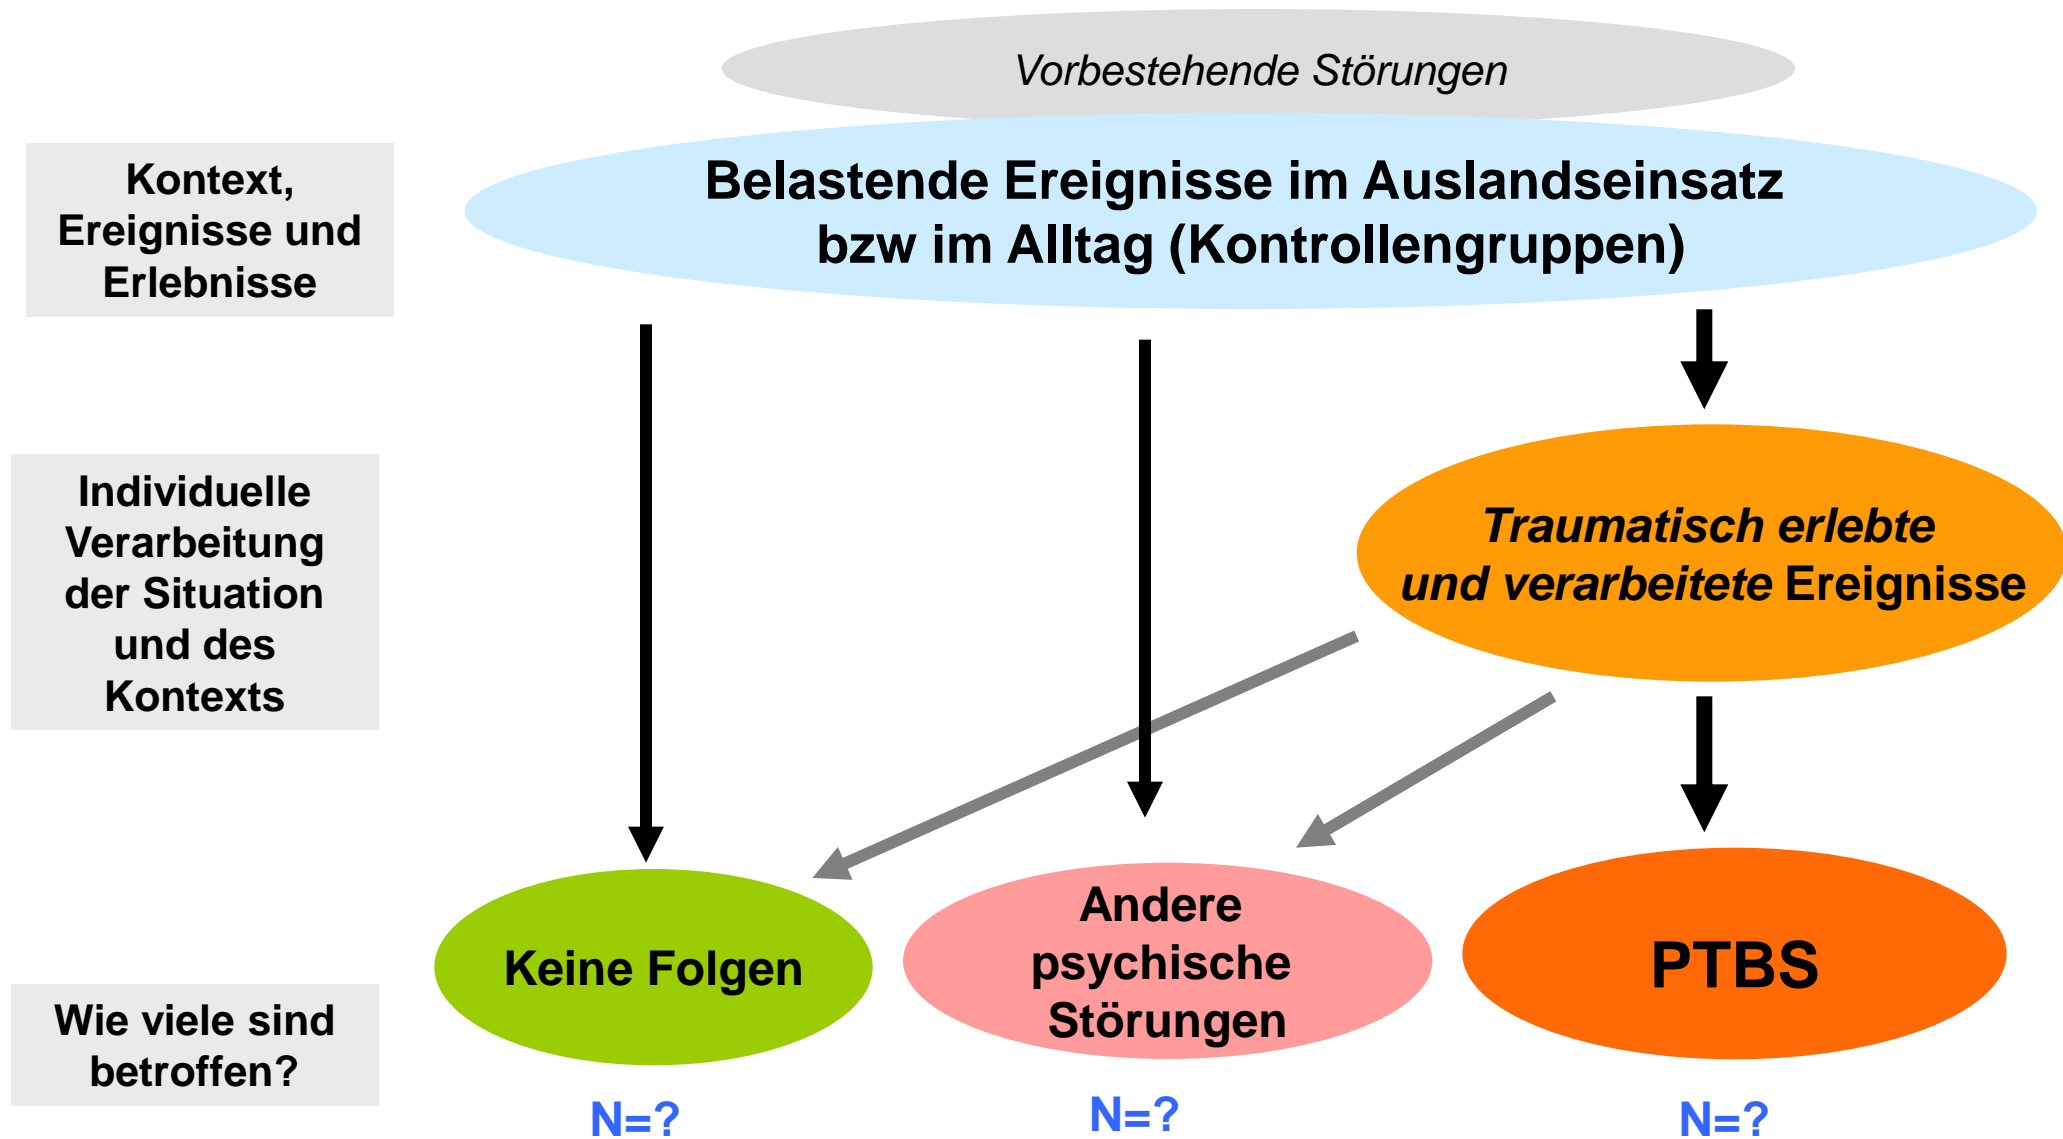 Vorbestehende Störungen
Kontext,
Ereignisse und
Erlebnisse
Belastende Ereignisse im Auslandseinsatz
bzw im Alltag (Kontrollengruppen)
Individuelle
Verarbeitung
der Situation
und des
Kontexts
Traumatisch erlebte
und verarbeitete Ereignisse
Wie viele sind
betroffen?
Keine Folgen
Andere
psychische
Störungen
PTBS
N=?
N=?
N=?